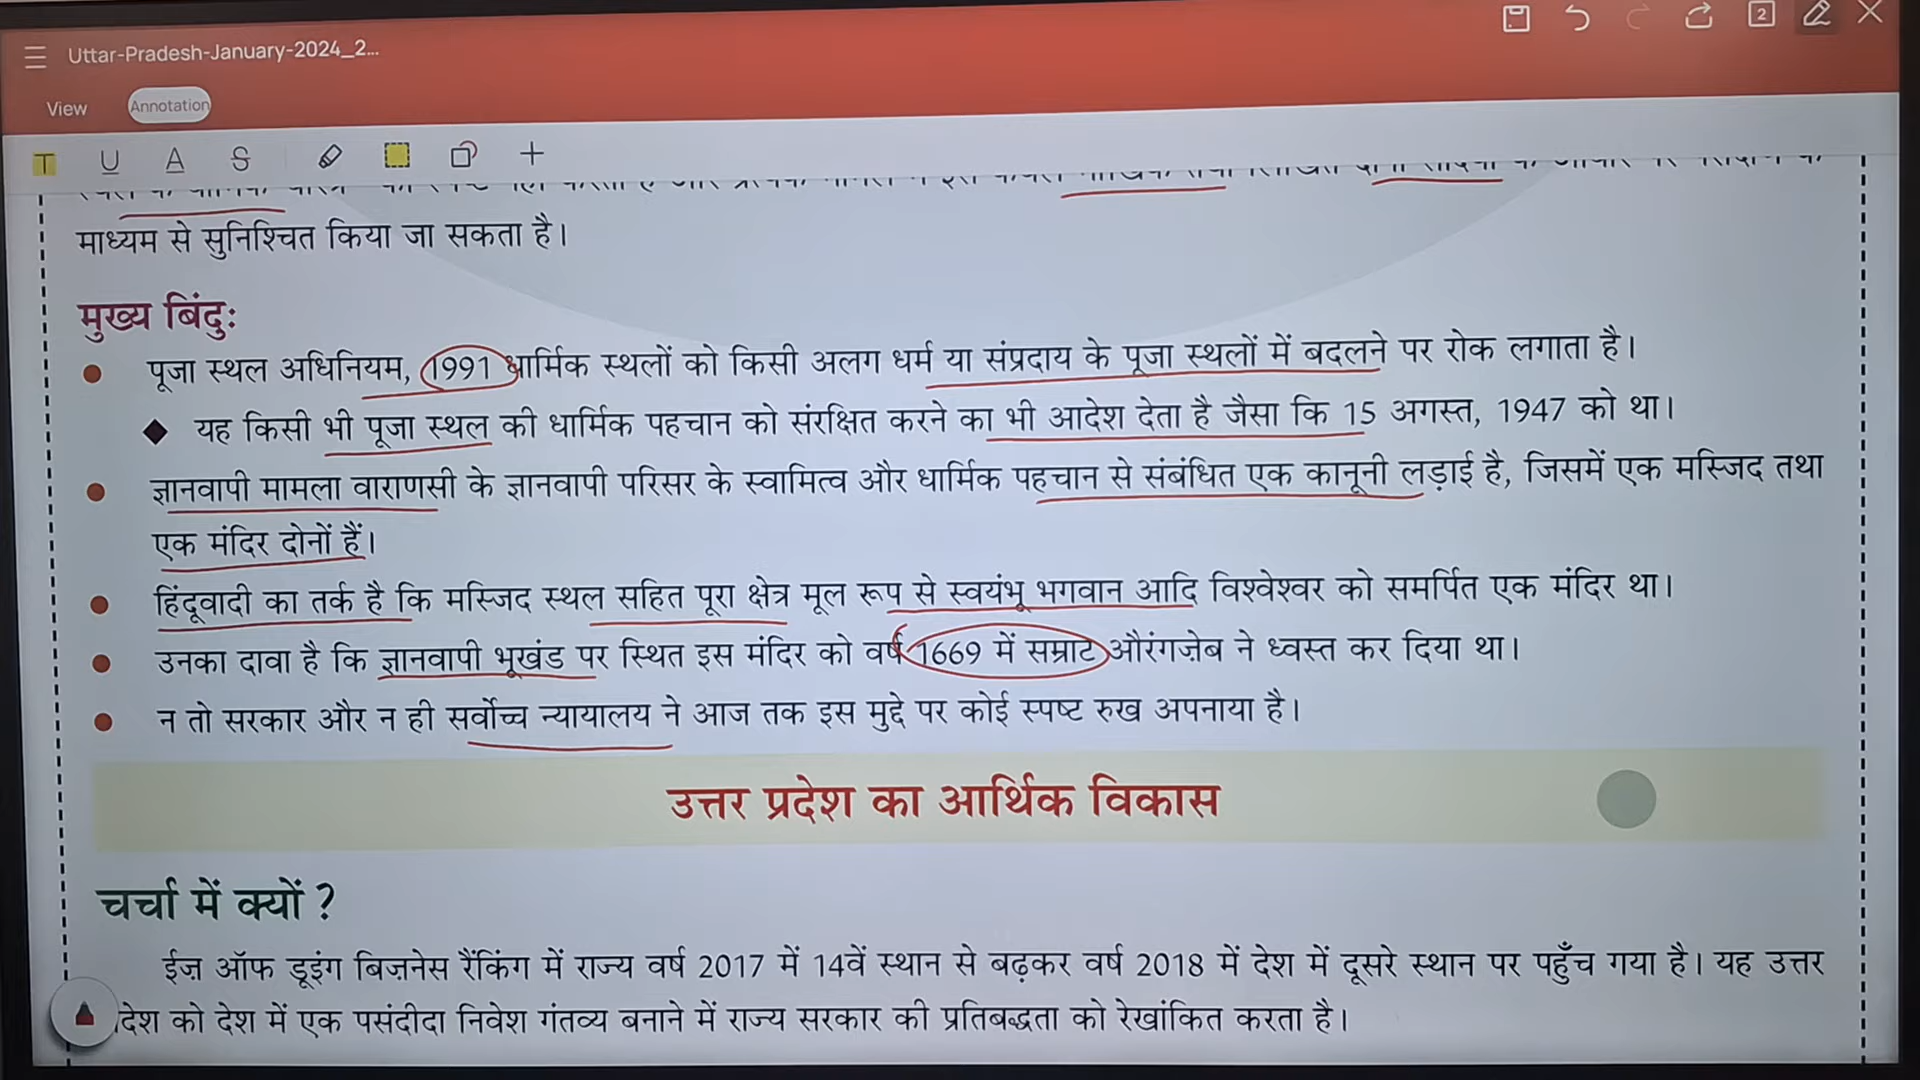 Uttar-Pradesh-January-2024_2...
2
View
Annotation
T U A S
माध्यम से सुनिश्चित किया जा सकता है।
मुख्य बिंदुः
पूजा स्थल अधिनियम, 1991 धार्मिक स्थलों को किसी अलग धर्म या संप्रदाय के पूजा स्थलों में बदलने पर रोक लगाता है।
यह किसी भी पूजा स्थल की धार्मिक पहचान को संरक्षित करने का भी आदेश देता है जैसा कि 15 अगस्त, 1947 को था।
ज्ञानवापी मामला वाराणसी के ज्ञानवापी परिसर के स्वामित्व और धार्मिक पहचान से संबंधित एक कानूनी लड़ाई है, जिसमें एक मस्जिद तथा
एक मंदिर दोनों हैं।
हिंदूवादी का तर्क है कि मस्जिद स्थल सहित पूरा क्षेत्र मूल रूप से स्वयंभू भगवान आदि विश्वेश्वर को समर्पित एक मंदिर था।
उनका दावा है कि ज्ञानवापी भूखंड पर स्थित इस मंदिर को वर्ष 1669 में सम्राट औरंगज़ेब ने ध्वस्त कर दिया था।
न तो सरकार और न ही सर्वोच्च न्यायालय ने आज तक इस मुद्दे पर कोई स्पष्ट रुख अपनाया है।
उत्तर प्रदेश का आर्थिक विकास
चर्चा में क्यों ?
ईज़ ऑफ डूइंग बिज़नेस रैंकिंग में राज्य वर्ष 2017 में 14वें स्थान से बढ़कर वर्ष 2018 में देश में दूसरे स्थान पर पहुँच गया है। यह उत्तर
देश को देश में एक पसंदीदा निवेश गंतव्य बनाने में राज्य सरकार की प्रतिबद्धता को रेखांकित करता है।